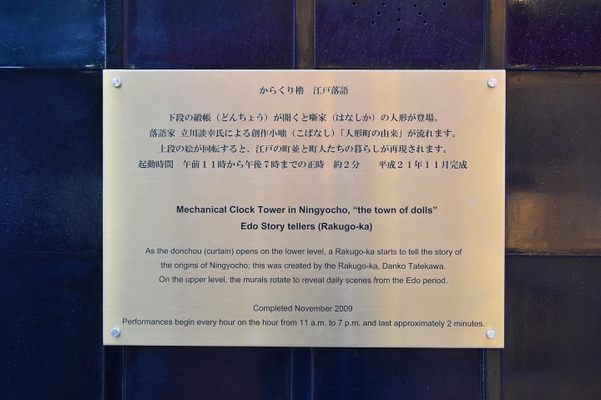 からくり櫓　江戸落語
下段の緞帳（どんちょう）が開くと噺家（はなしか）の人形が登場。
落語家 立川談幸氏による創作小咄（こばなし）「人形町の由来」が流れます。
上段の絵が回転すると、江戸の町並と町人たちの暮らしが再現されます。
起動時間　午前１１時から午後７時までの正時　約２分　　平成２１年１１月完成
Mechanical Clock Tower in Ningyocho, “the town of dolls”
Edo Story tellers (Rakugo-ka)
As the donchou (curtain) opens on the lower level, a Rakugo-ka starts to tell the story of
the origins of Ningyocho; this was created by the Rakugo-ka, Danko Tatekawa.
On the upper level, the murals rotate to reveal daily scenes from the Edo period.
Completed November 2009
Performances begin every hour on the hour from 11 a.m. to 7 p.m. and last approximately 2 minutes.